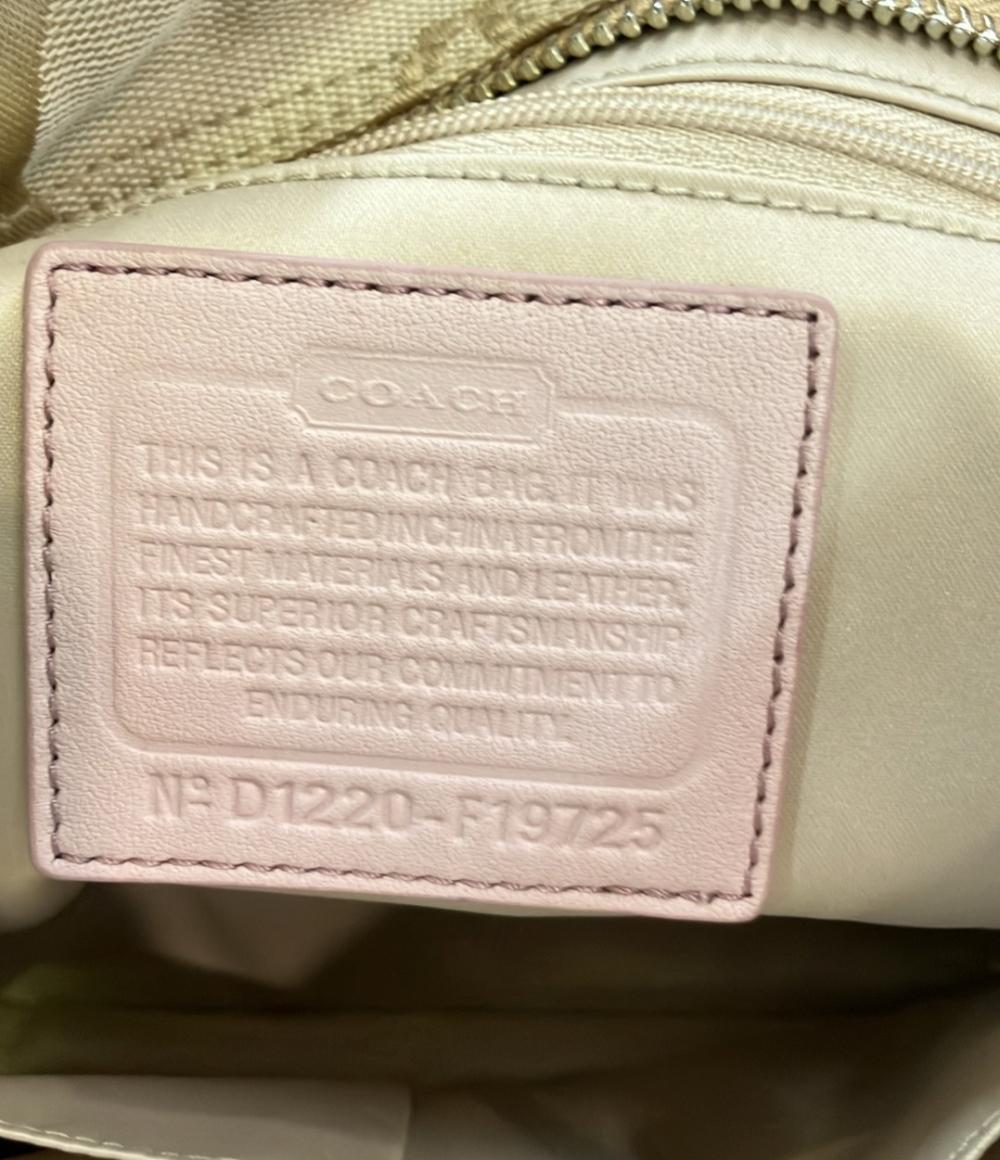 COACH
THIS IS A COACH BAG. IT WAS
HANDCRAFTED IN CHINA FROM THE
FINEST MATERIALS AND LEATHER.
ITS SUPERIOR CRAFTSMANSHIP
REFLECTS OUR COMMITMENT TO
ENDURING QUALITY.
Nº D1220-F19725